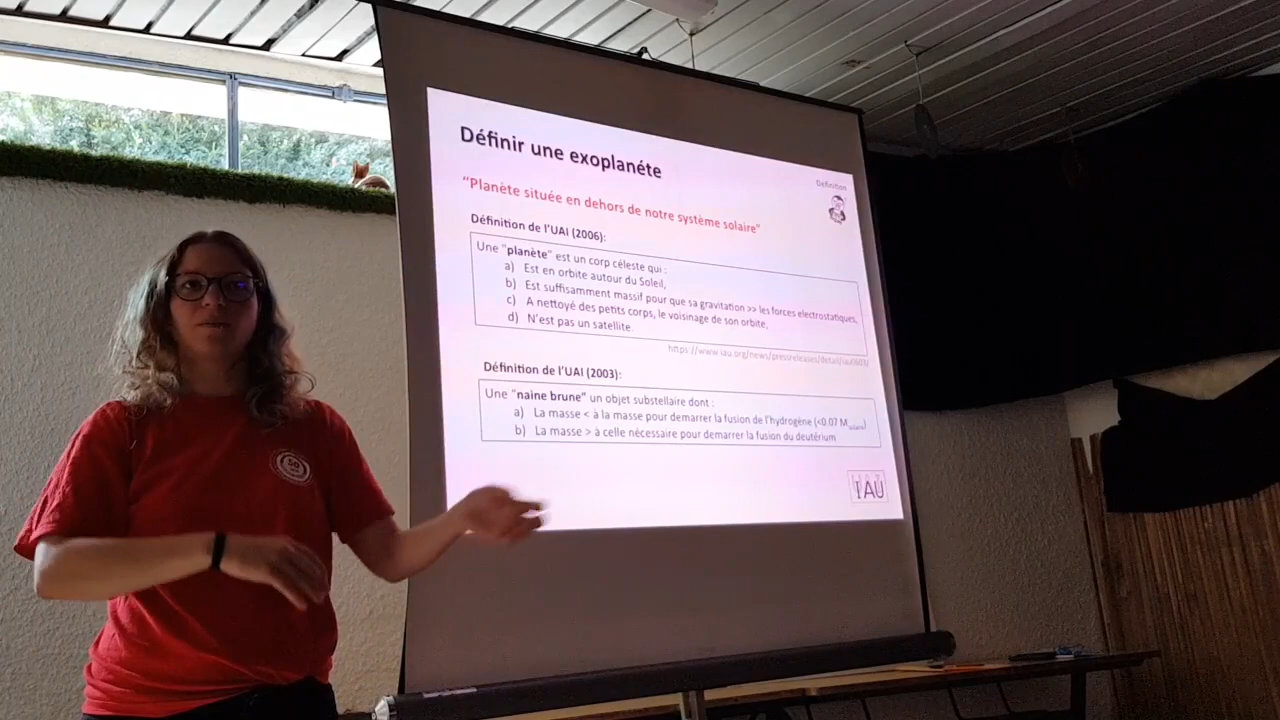 Définir une exoplanéte
Définition
“Planète située en dehors de notre système solaire”
Définition de l'UAI (2006):
Une “planète” est un corp céleste qui :
a) Est en orbite autour du Soleil,
b) Est suffisamment massif pour que sa gravitation >> les forces electrostatiques,
c) A nettoyé des petits corps, le voisinage de son orbite,
d) N'est pas un satellite.
https://www.iau.org/news/pressreleases/detail/iau0603/
Définition de l'UAI (2003):
Une “naine brune” un objet substellaire dont :
a) La masse < à la masse pour demarrer la fusion de l'hydrogène (<0.07 M solaire)
b) La masse > à celle nécessaire pour demarrer la fusion du deutérium
IAU
50